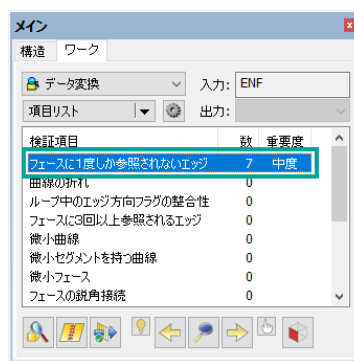 メイン
構造 ワーク
データ変換 入力: ENF
項目リスト 出力:
検証項目 数 重要度
フェースに1度しか参照されないエッジ 7 中度
曲線の折れ 0
ループ中のエッジ方向フラグの整合性 0
フェースに3回以上参照されるエッジ 0
微小曲線 0
微小セグメントを持つ曲線 0
微小フェース 0
フェースの鋭角接続 0